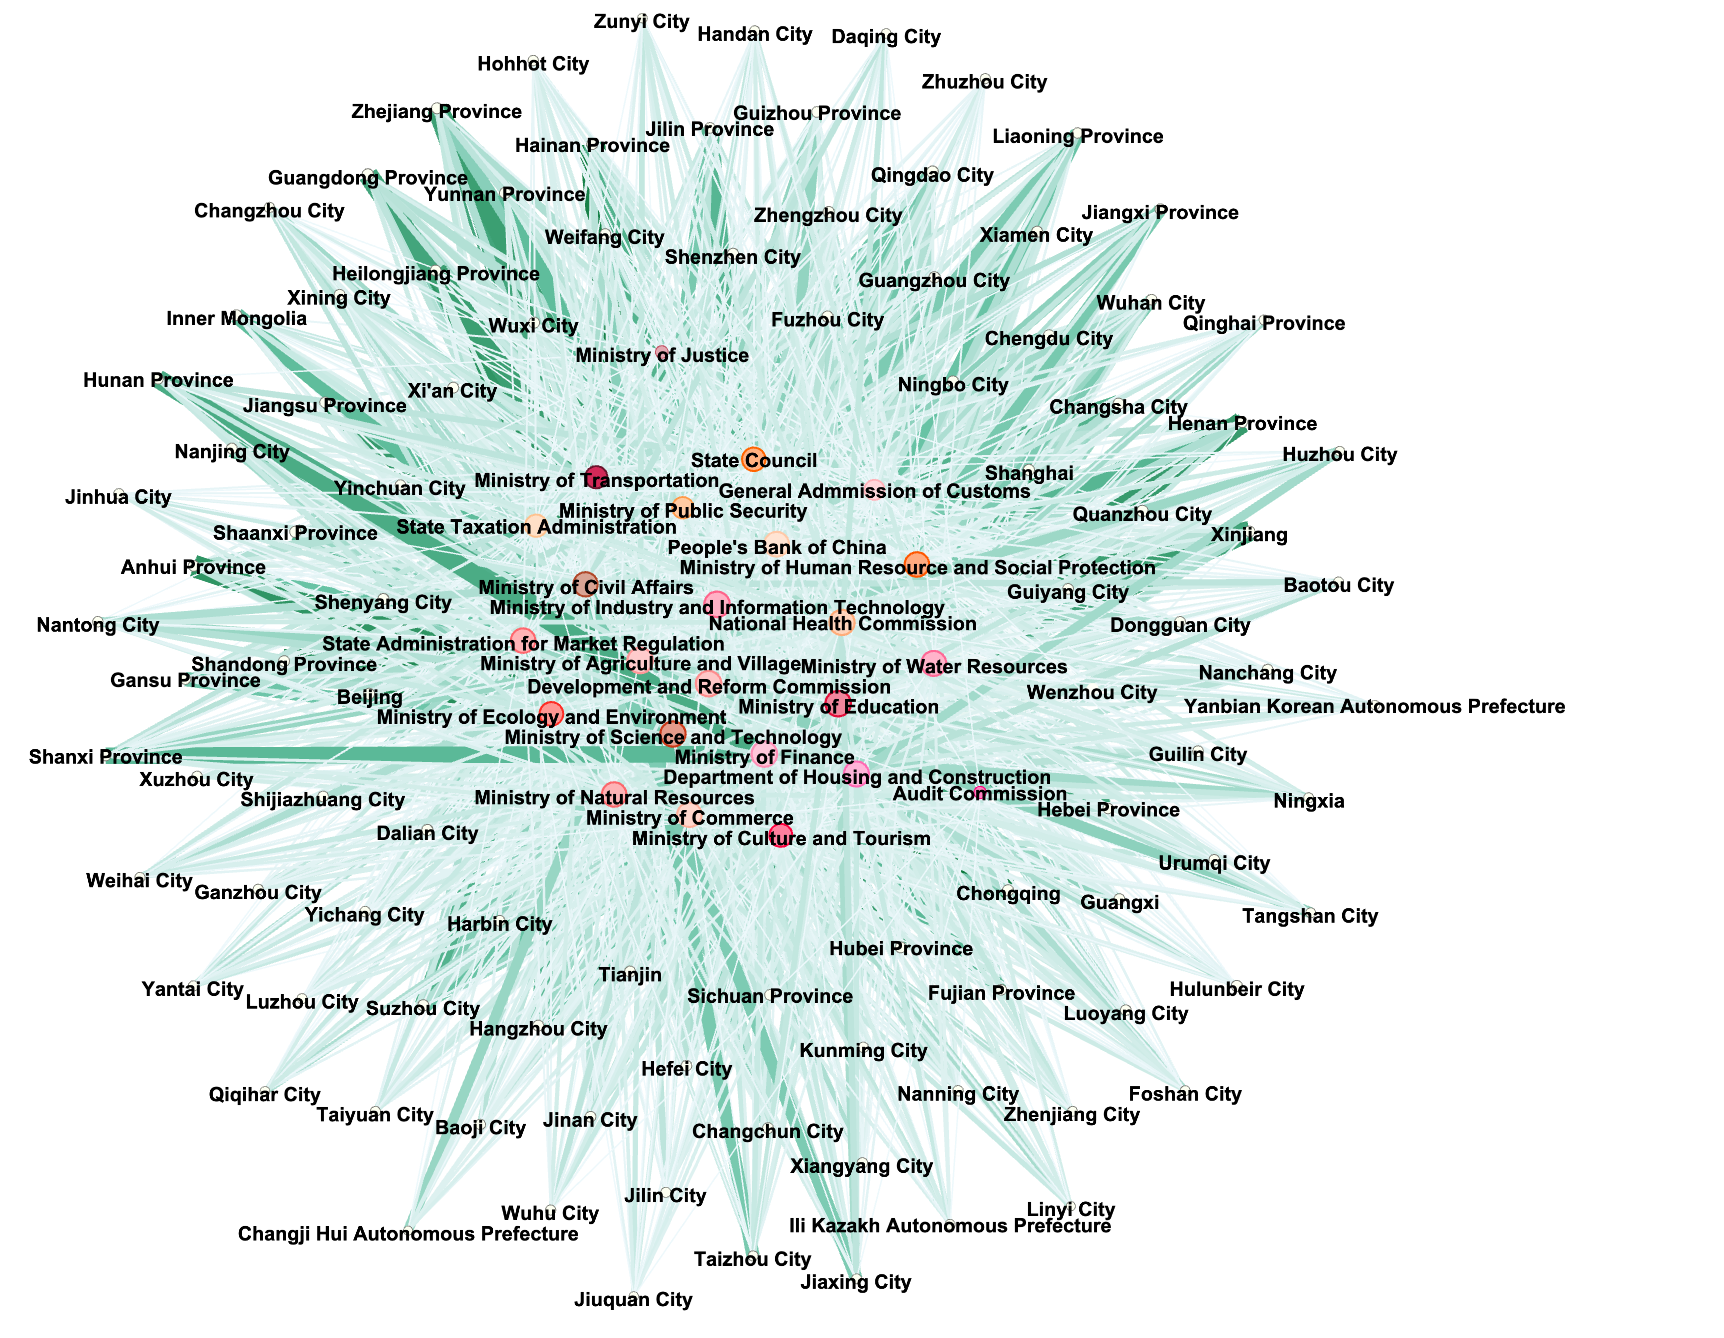 Zunyi City
Handan City
Daqing City
Hohhot City
Zhuzhou City
Zhejiang Province
Guizhou Province
Jilin Province
Liaoning Province
Hainan Province
Qingdao City
Guangdong Province
Yunnan Province
Changzhou City
Jiangxi Province
Zhengzhou City
Xiamen City
Weifang City
Shenzhen City
Heilongjiang Province
Guangzhou City
Xining City
Wuhan City
Inner Mongolia
Fuzhou City
Qinghai Province
Wuxi City
Chengdu City
Ministry of Justice
Hunan Province
Ningbo City
Xi'an City
Jiangsu Province
Changsha City
Henan Province
Nanjing City
Huzhou City
State Council
Shanghai
Ministry of Transportation
Yinchuan City
General Admmission of Customs
Jinhua City
Ministry of Public Security
Quanzhou City
State Taxation Administration
Shaanxi Province
Xinjiang
People's Bank of China
Anhui Province
Ministry of Human Resource and Social Protection
Baotou City
Ministry of Civil Affairs
Guiyang City
Shenyang City
Ministry of Industry and Information Technology
Nantong City
National Health Commission
Dongguan City
State Administration for Market Regulation
Shandong Province
Ministry of Agriculture and Village
Ministry of Water Resources
Nanchang City
Gansu Province
Development and Reform Commission
Wenzhou City
Beijing
Ministry of Education
Yanbian Korean Autonomous Prefecture
Ministry of Ecology and Environment
Ministry of Science and Technology
Shanxi Province
Ministry of Finance
Guilin City
Xuzhou City
Department of Housing and Construction
Audit Commission
Shijiazhuang City
Ministry of Natural Resources
Ningxia
Hebei Province
Ministry of Commerce
Dalian City
Ministry of Culture and Tourism
Urumqi City
Weihai City
Ganzhou City
Chongqing
Guangxi
Yichang City
Tangshan City
Harbin City
Hubei Province
Tianjin
Yantai City
Hulunbeir City
Fujian Province
Sichuan Province
Luzhou City
Suzhou City
Luoyang City
Hangzhou City
Kunming City
Hefei City
Qiqihar City
Nanning City
Foshan City
Taiyuan City
Zhenjiang City
Jinan City
Baoji City
Changchun City
Xiangyang City
Jilin City
Linyi City
Wuhu City
Ili Kazakh Autonomous Prefecture
Changji Hui Autonomous Prefecture
Taizhou City
Jiaxing City
Jiuquan City